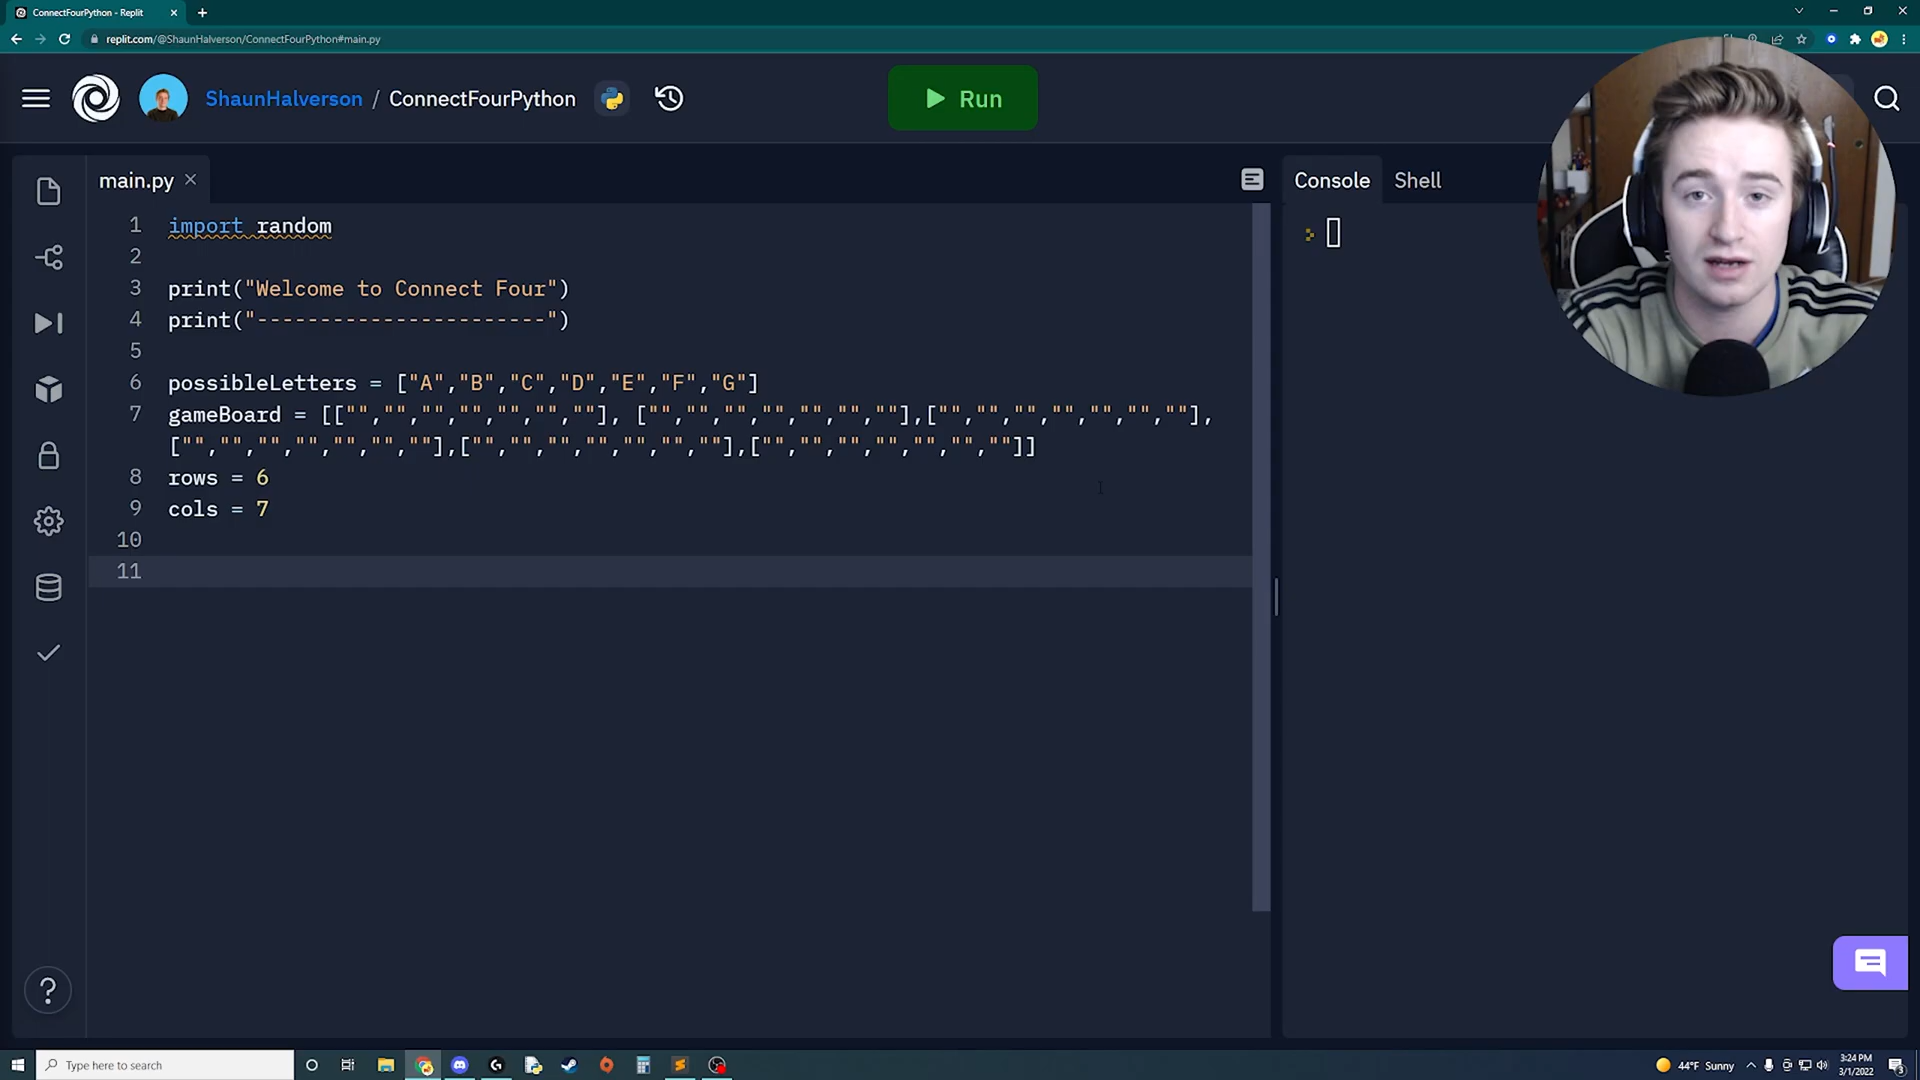 ConnectFourPython - Replit
replit.com/@ShaunHalverson/ConnectFourPython#main.py
ShaunHalverson / ConnectFourPython
Run
main.py
Console
Shell
1 import random
2
3 print("Welcome to Connect Four")
4 print("-----------------------")
5
6 possibleLetters = ["A","B","C","D","E","F","G"]
7 gameBoard = [["","","","","","",""], ["","","","","","",""],["","","","","","",""],
["","","","","","",""],["","","","","","",""],["","","","","","",""]]
8 rows = 6
9 cols = 7
10
11
?
Type here to search
44°F Sunny
3:24 PM
3/1/2022
3